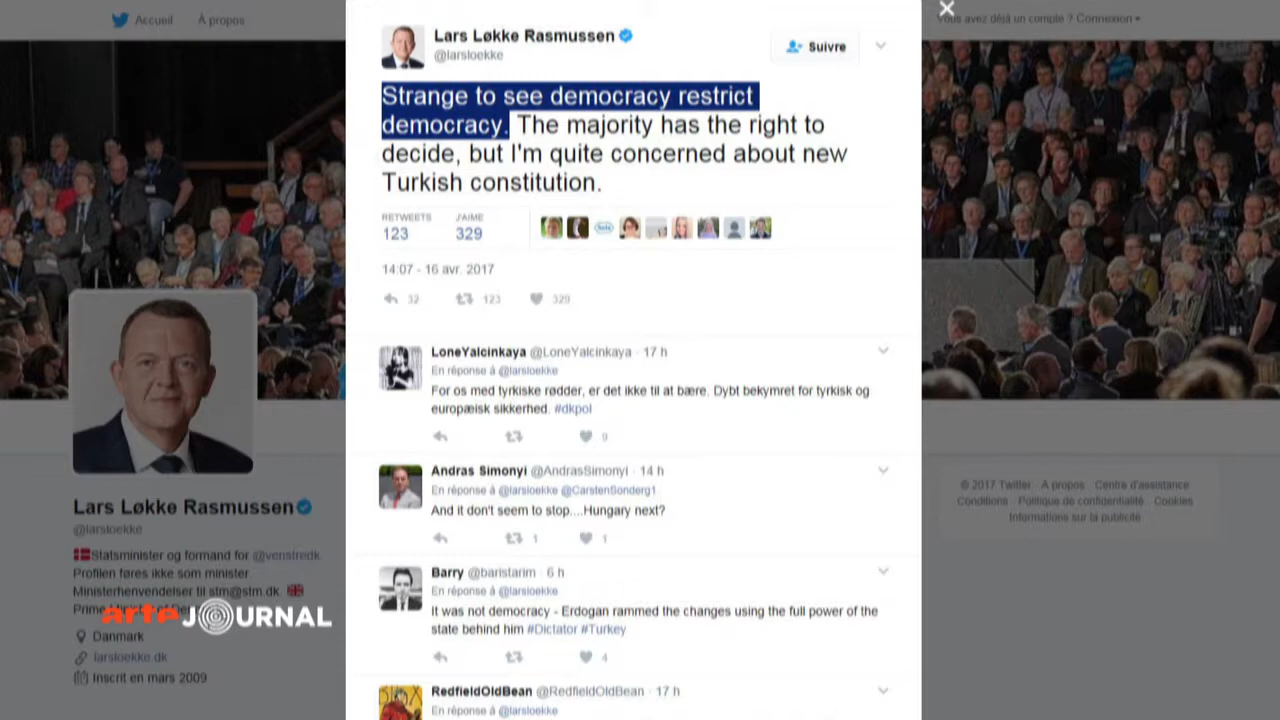 Accueil À propos
Vous avez déjà un compte ? Connexion
Lars Løkke Rasmussen
@larsloekke
Suivre
Strange to see democracy restrict
democracy. The majority has the right to
decide, but I'm quite concerned about new
Turkish constitution.
RETWEETS J'AIME
123 329
14:07 - 16 avr. 2017
32 123 329
LoneYalcinkaya @LoneYalcinkaya · 17 h
En réponse à @larsloekke
For os med tyrkiske rødder, er det ikke til at bære. Dybt bekymret for tyrkisk og
europæisk sikkerhed. #dkpol
9
Andras Simonyi @AndrasSimonyi · 14 h
En réponse à @larsloekke @CarstenSonderg1
And it don't seem to stop....Hungary next?
1 1
Barry @baristarim · 6 h
En réponse à @larsloekke
It was not democracy - Erdogan rammed the changes using the full power of the
state behind him #Dictator #Turkey
4
RedfieldOldBean @RedfieldOldBean · 17 h
En réponse à @larsloekke
Lars Løkke Rasmussen
@larsloekke
Statsminister og formand for @venstredk
Profilen føres ikke som minister
Ministerhenvendelser til stm@stm.dk.
arte JOURNAL
Danmark
larsloekke.dk
Inscrit en mars 2009
© 2017 Twitter À propos Centre d'assistance
Conditions Politique de confidentialité Cookies
Informations sur la publicité